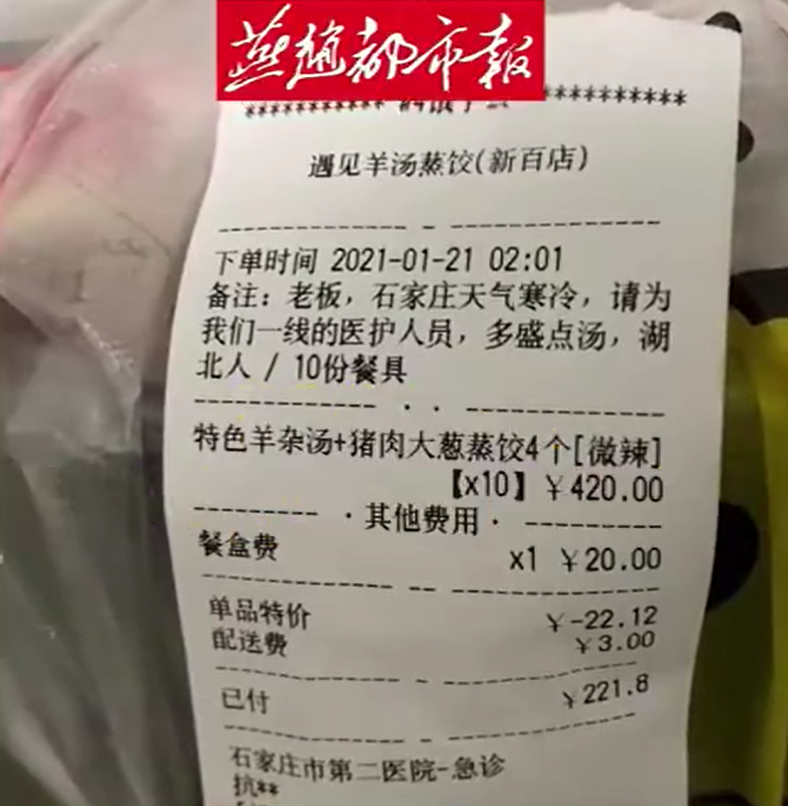 燕赵都市报
*********** ***********
遇见羊汤蒸饺(新百店)
下单时间 2021-01-21 02:01
备注：老板，石家庄天气寒冷，请为
我们一线的医护人员，多盛点汤，湖
北人 / 10份餐具
特色羊杂汤+猪肉大葱蒸饺4个[微辣]
【x10】 ￥420.00
·其他费用·
餐盒费 x1 ￥20.00
单品特价 ￥-22.12
配送费 ￥3.00
已付 ￥221.8
石家庄市第二医院-急诊
抗**